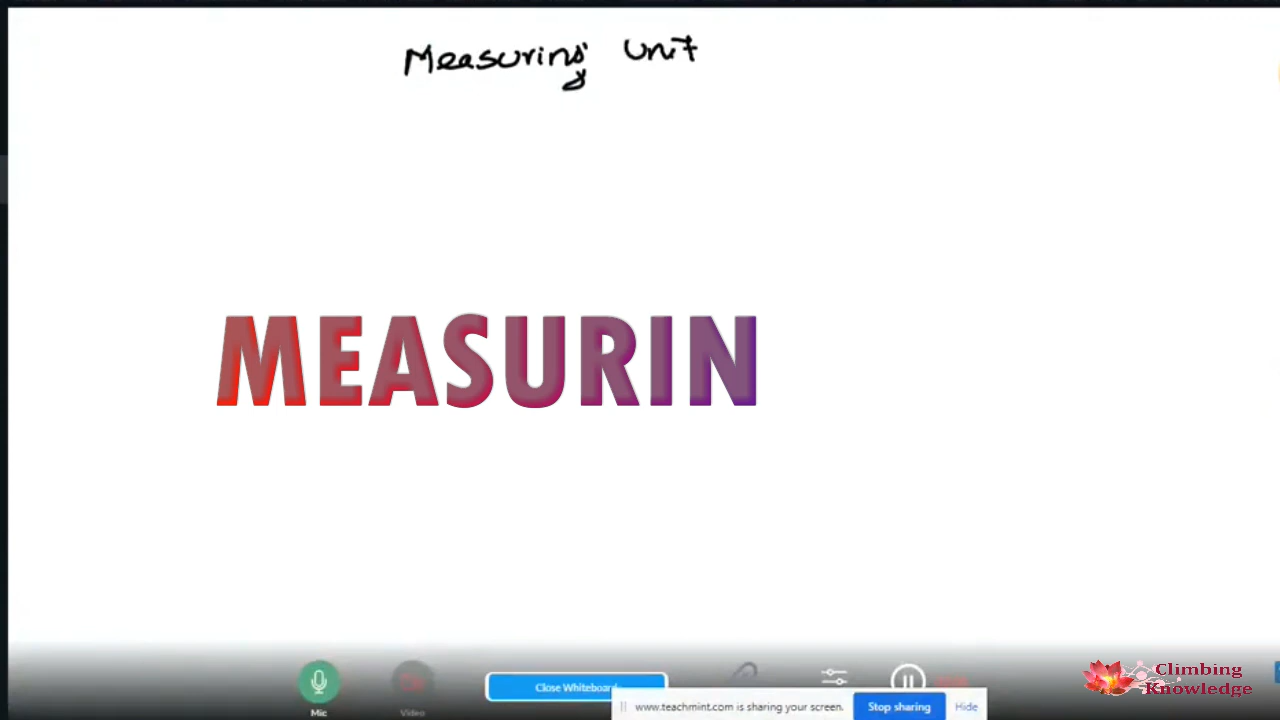 Measuring Unit
MEASURIN
Mic
Video
Close Whiteboard
www.teachmint.com is sharing your screen.
Stop sharing
Hide
Climbing
Knowledge